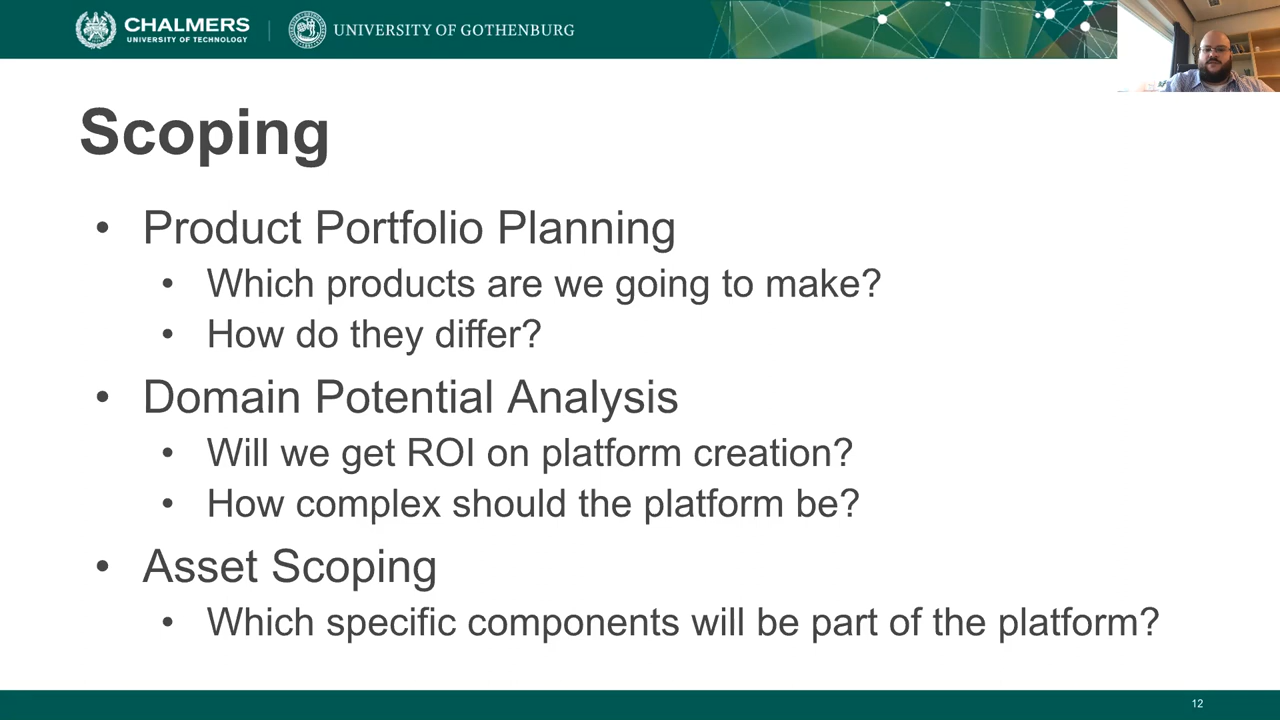 CHALMERS
UNIVERSITY OF TECHNOLOGY
UNIVERSITY OF GOTHENBURG
Scoping
• Product Portfolio Planning
• Which products are we going to make?
• How do they differ?
• Domain Potential Analysis
• Will we get ROI on platform creation?
• How complex should the platform be?
• Asset Scoping
• Which specific components will be part of the platform?
12